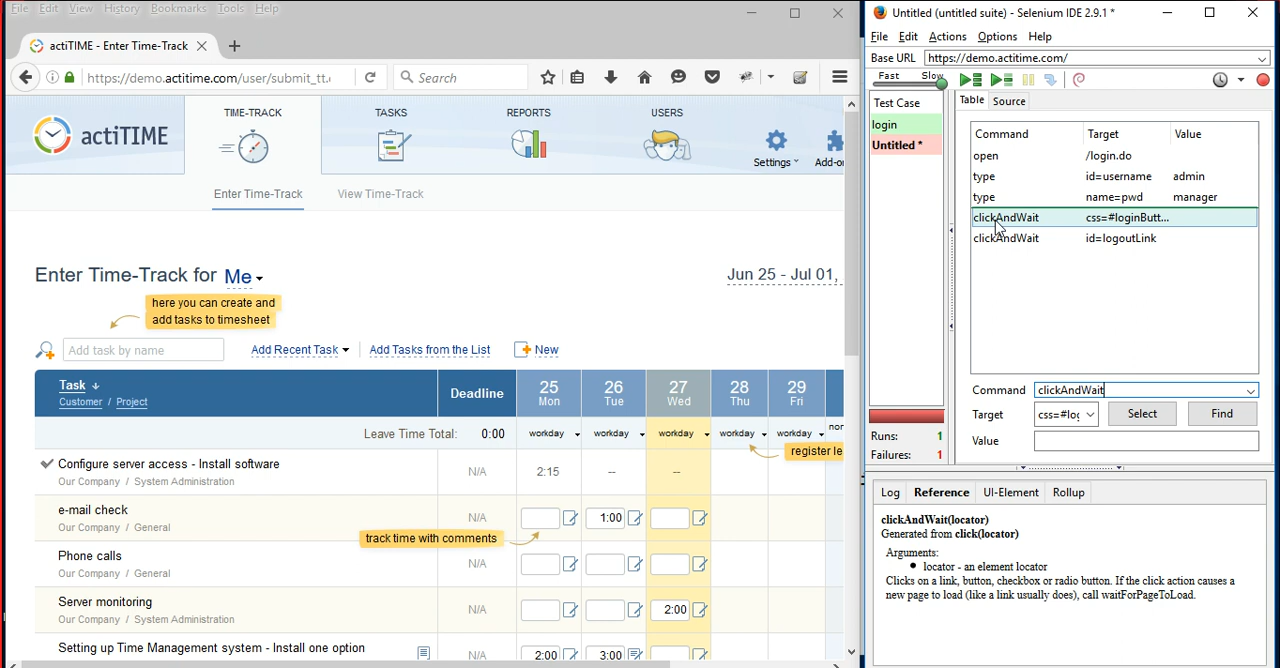 File Edit View History Bookmarks Tools Help
actiTIME - Enter Time-Track
https://demo.actitime.com/user/submit_tt.
Search
actiTIME
TIME-TRACK
TASKS
REPORTS
USERS
Settings
Add-or
Enter Time-Track
View Time-Track
Enter Time-Track for Me
Jun 25 - Jul 01,
here you can create and
add tasks to timesheet
Add task by name
Add Recent Task
Add Tasks from the List
New
Task ↓
Customer / Project
Deadline
25 26 27 28 29
Mon Tue Wed Thu Fri
Leave Time Total: 0:00 workday workday workday workday workday nor
register le
Configure server access - Install software
Our Company / System Administration
N/A 2:15 -- --
e-mail check
Our Company / General
N/A 1:00
track time with comments
Phone calls
Our Company / General
N/A
Server monitoring
Our Company / System Administration
N/A 2:00
Setting up Time Management system - Install one option
N/A 2:00 3:00
Untitled (untitled suite) - Selenium IDE 2.9.1 *
File Edit Actions Options Help
Base URL https://demo.actitime.com/
Fast Slow
Test Case
login
Untitled *
Runs: 1
Failures: 1
Table Source
Command Target Value
open /login.do
type id=username admin
type name=pwd manager
clickAndWait css=#loginButt...
clickAndWait id=logoutLink
Command clickAndWait
Target css=#log Select Find
Value
Log Reference UI-Element Rollup
clickAndWait(locator)
Generated from click(locator)
Arguments:
• locator - an element locator
Clicks on a link, button, checkbox or radio button. If the click action causes a
new page to load (like a link usually does), call waitForPageToLoad.